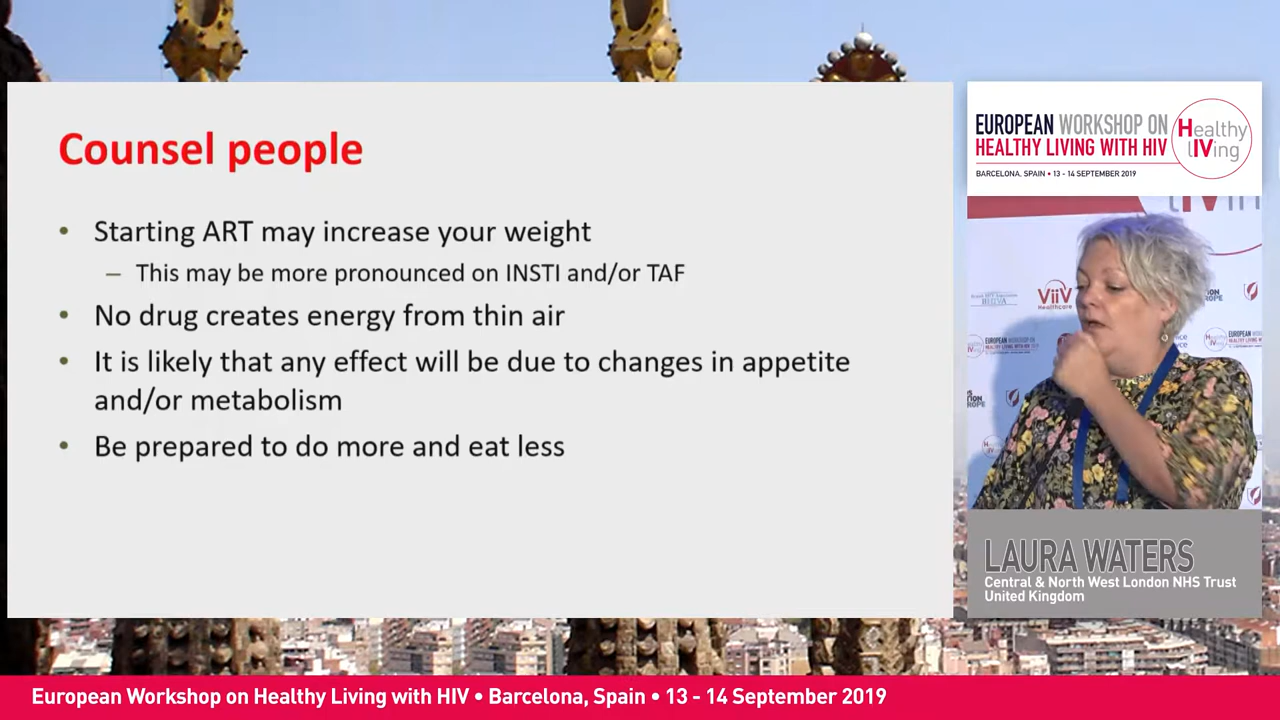 Counsel people
• Starting ART may increase your weight
– This may be more pronounced on INSTI and/or TAF
• No drug creates energy from thin air
• It is likely that any effect will be due to changes in appetite
and/or metabolism
• Be prepared to do more and eat less
EUROPEAN WORKSHOP ON
HEALTHY LIVING WITH HIV
Healthy
lIVing
BARCELONA, SPAIN • 13 - 14 SEPTEMBER 2019
ViiV
Healthcare
LAURA WATERS
Central & North West London NHS Trust
United Kingdom
European Workshop on Healthy Living with HIV • Barcelona, Spain • 13 - 14 September 2019